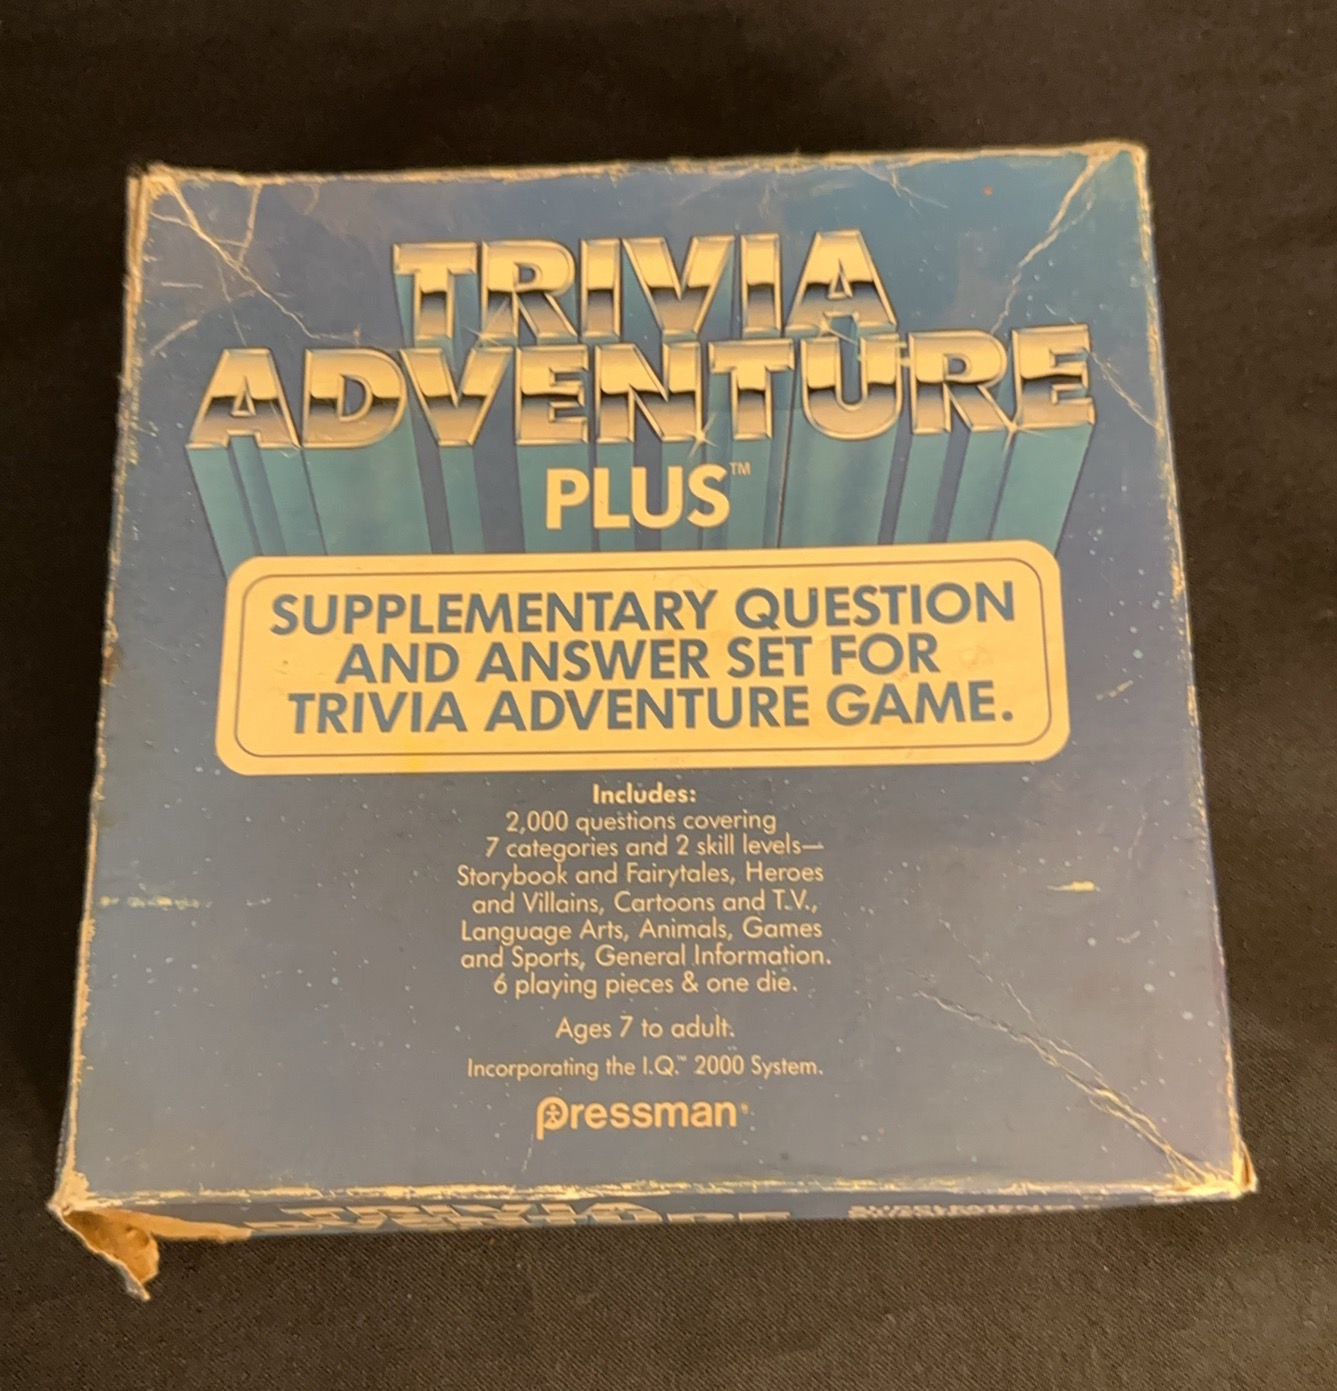 TRIVIA
ADVENTURE
PLUS™
SUPPLEMENTARY QUESTION
AND ANSWER SET FOR
TRIVIA ADVENTURE GAME.
Includes:
2,000 questions covering
7 categories and 2 skill levels—
Storybook and Fairytales, Heroes
and Villains, Cartoons and T.V.,
Language Arts, Animals, Games
and Sports, General Information.
6 playing pieces & one die.
Ages 7 to adult.
Incorporating the I.Q.™ 2000 System.
pressman®
TRIVIA
ADVENTURE